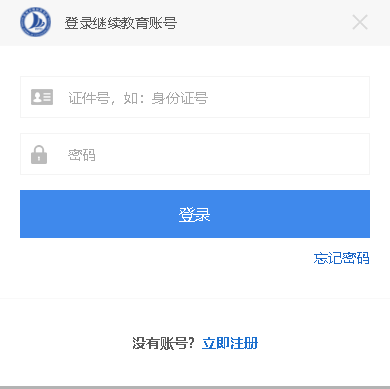 登录继续教育账号
证件号，如：身份证号
密码
登录
忘记密码
没有账号？立即注册